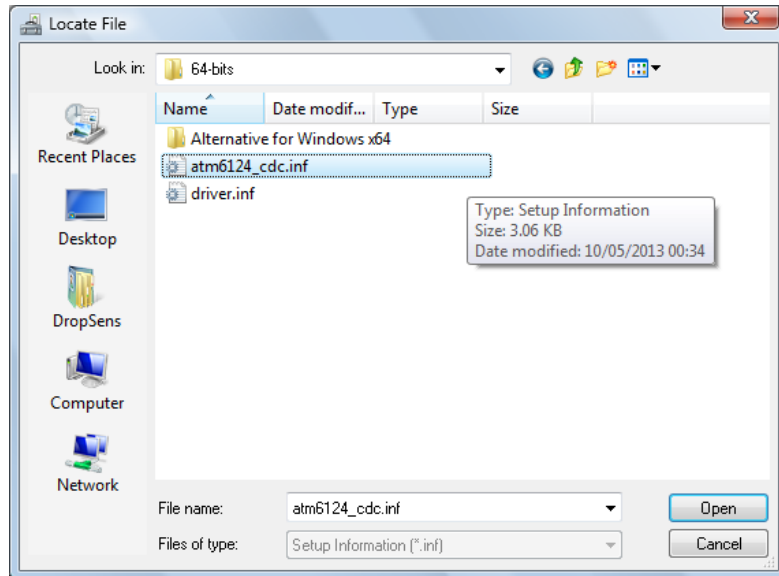 Locate File
Look in: 64-bits
Name Date modif... Type Size
Alternative for Windows x64
atm6124_cdc.inf
driver.inf
Type: Setup Information
Size: 3.06 KB
Date modified: 10/05/2013 00:34
Recent Places
Desktop
DropSens
Computer
Network
File name: atm6124_cdc.inf Open
Files of type: Setup Information (*.inf) Cancel